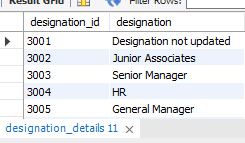 Result Grid Filter Rows:
designation_id designation
3001 Designation not updated
3002 Junior Associates
3003 Senior Manager
3004 HR
3005 General Manager
designation_details 11 ×